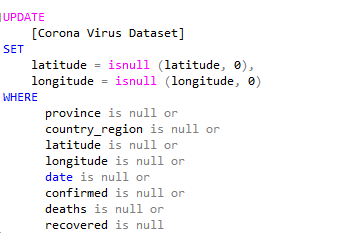 UPDATE
[Corona Virus Dataset]
SET
latitude = isnull (latitude, 0),
longitude = isnull (longitude, 0)
WHERE
province is null or
country_region is null or
latitude is null or
longitude is null or
date is null or
confirmed is null or
deaths is null or
recovered is null